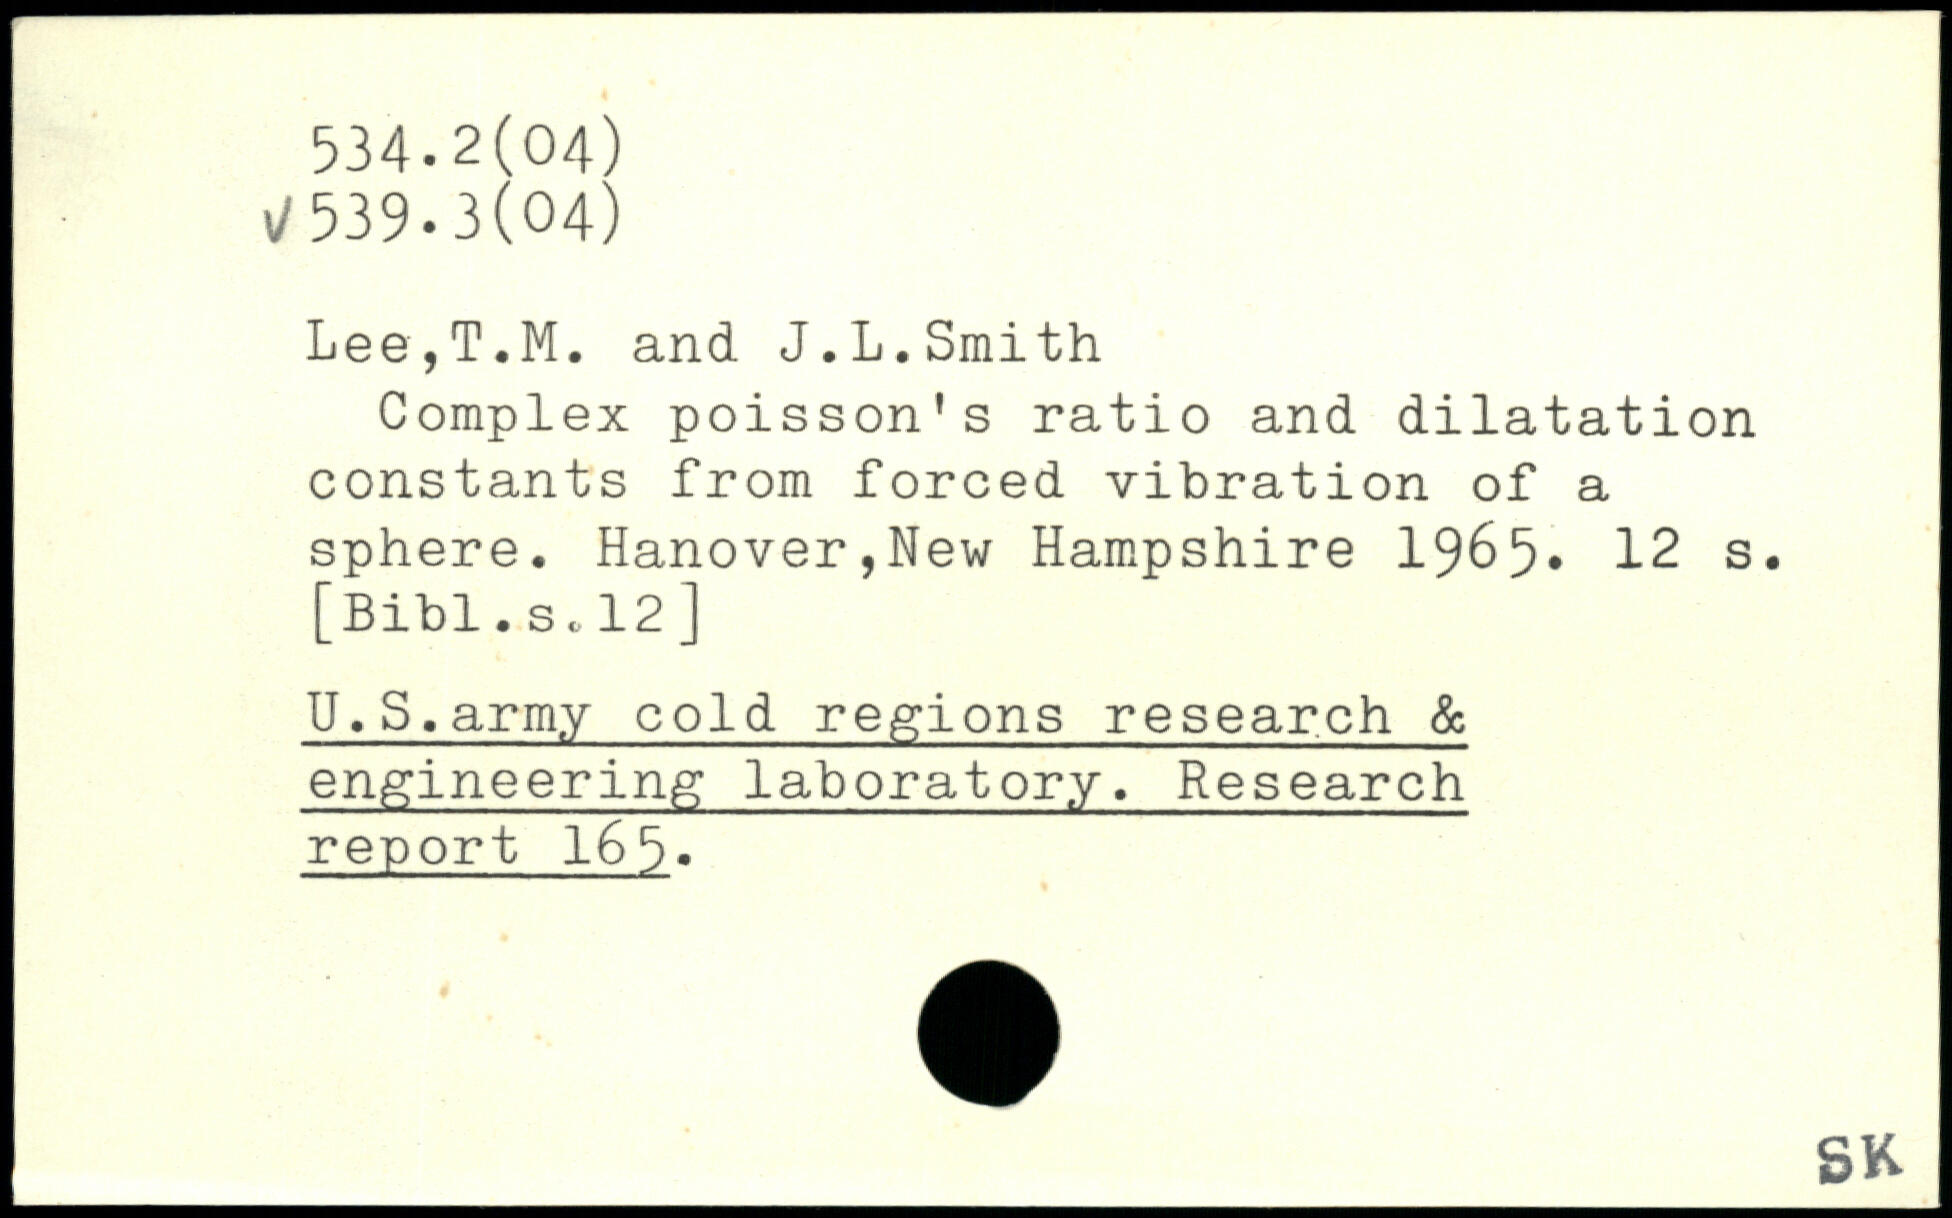 534.2(04)
✓539.3(04)
Lee,T.M. and J.L.Smith
Complex poisson's ratio and dilatation
constants from forced vibration of a
sphere. Hanover,New Hampshire 1965. 12 s.
[Bibl.s.12]
U.S.army cold regions research &
engineering laboratory. Research
report 165.
SK